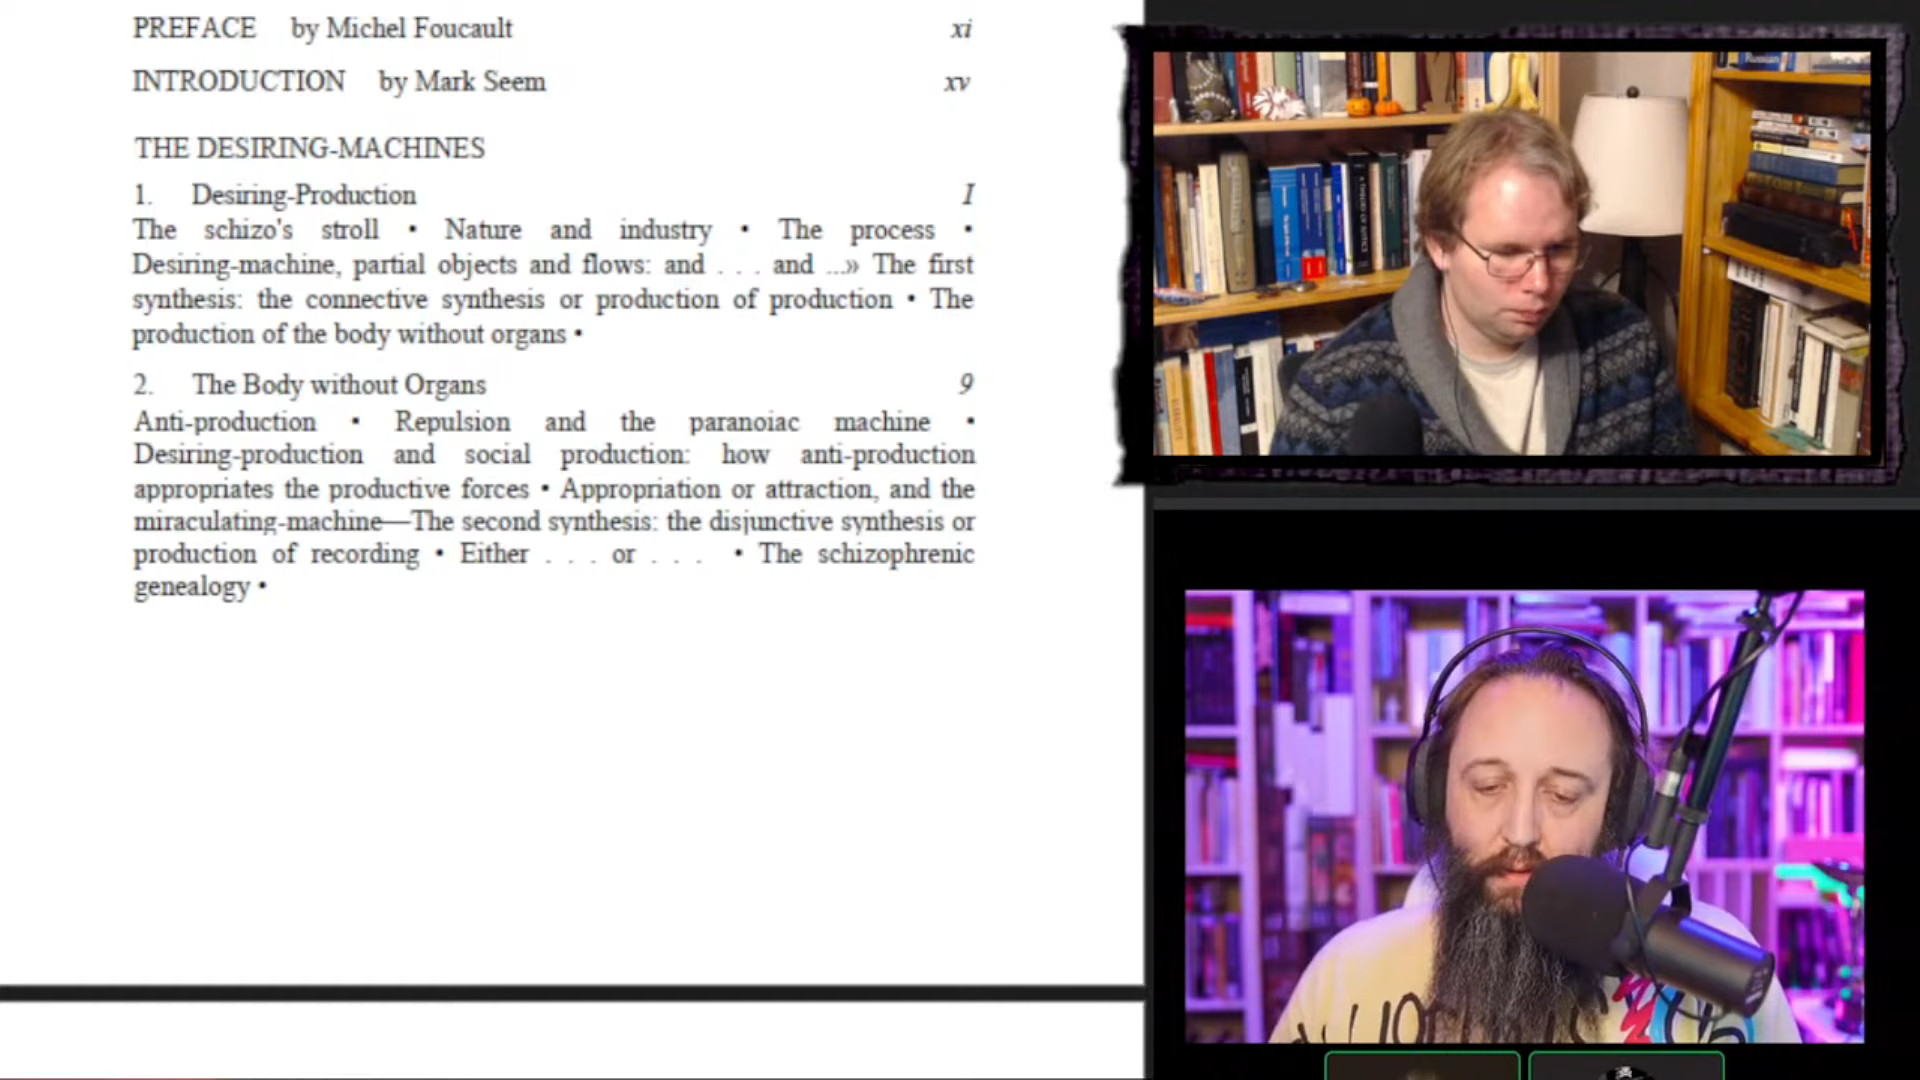 PREFACE by Michel Foucault xi
INTRODUCTION by Mark Seem xv
THE DESIRING-MACHINES
1. Desiring-Production I
The schizo's stroll • Nature and industry • The process •
Desiring-machine, partial objects and flows: and . . . and ...» The first
synthesis: the connective synthesis or production of production • The
production of the body without organs •
2. The Body without Organs 9
Anti-production • Repulsion and the paranoiac machine •
Desiring-production and social production: how anti-production
appropriates the productive forces • Appropriation or attraction, and the
miraculating-machine—The second synthesis: the disjunctive synthesis or
production of recording • Either . . . or . . . • The schizophrenic
genealogy •
Russian